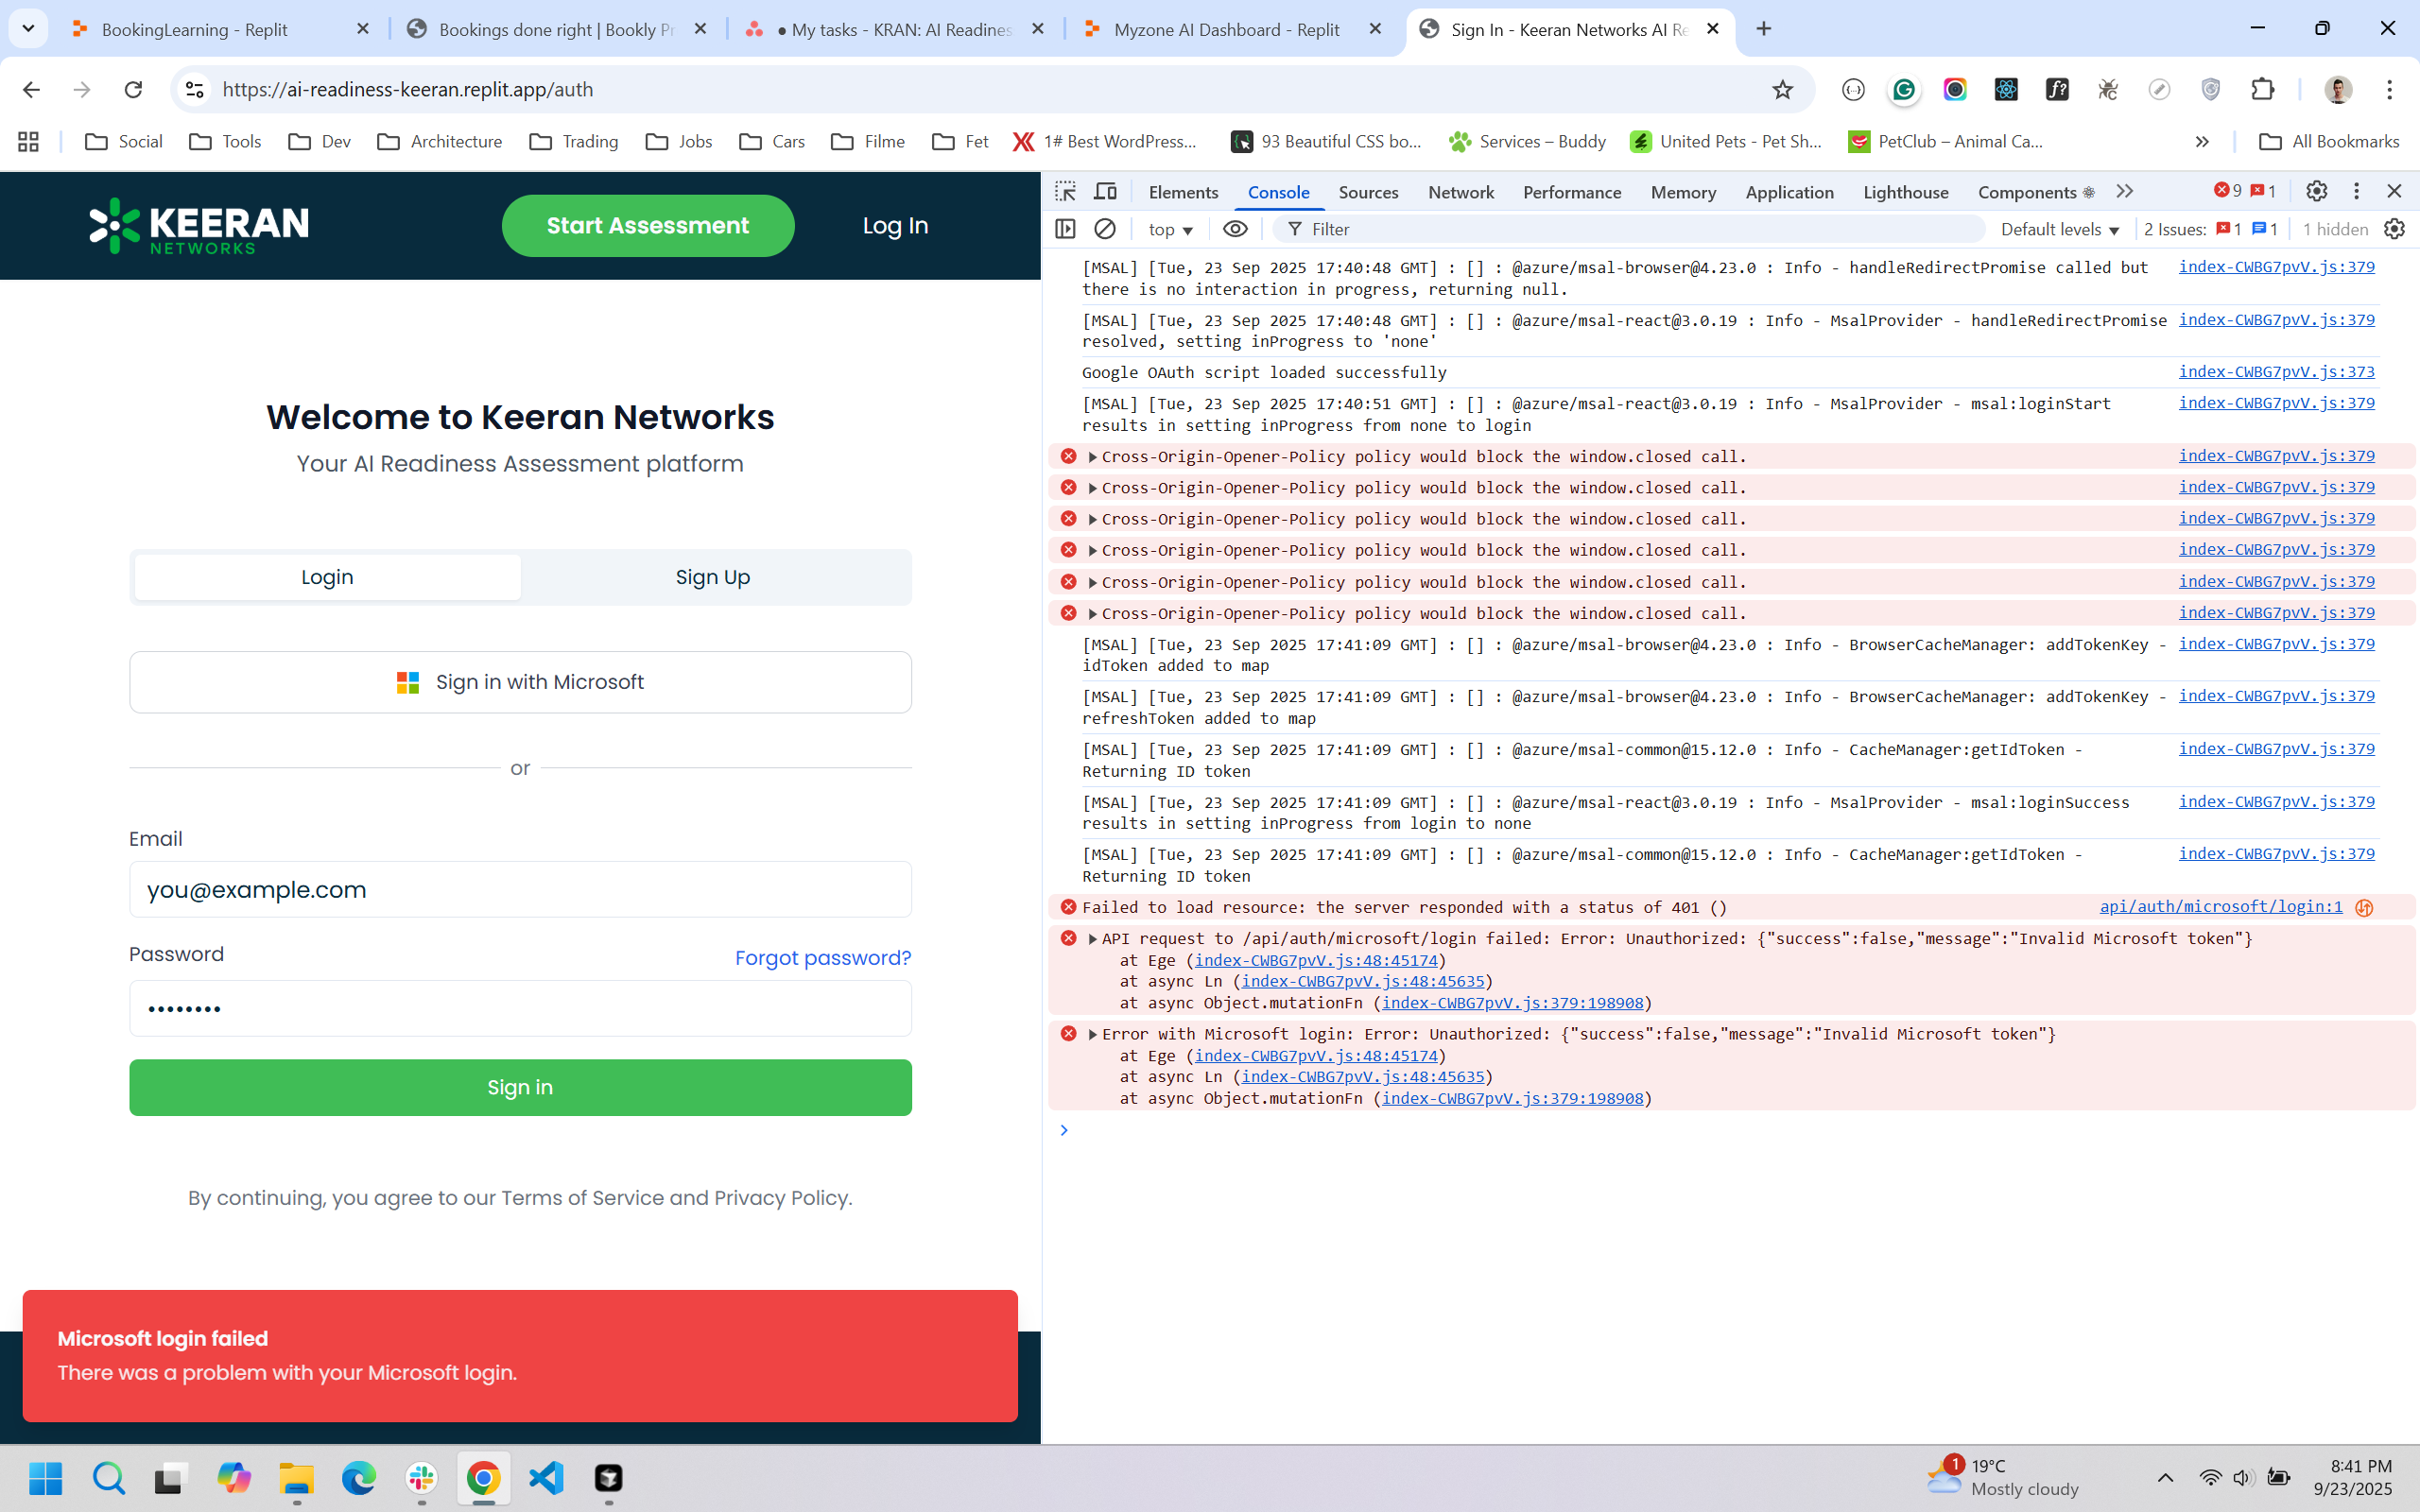 BookingLearning - Replit
Bookings done right | Bookly Pr
● My tasks - KRAN: AI Readines
Myzone AI Dashboard - Replit
Sign In - Keeran Networks AI Re
https://ai-readiness-keeran.replit.app/auth
Social
Tools
Dev
Architecture
Trading
Jobs
Cars
Filme
Fet
1# Best WordPress...
93 Beautiful CSS bo...
Services – Buddy
United Pets - Pet Sh...
PetClub – Animal Ca...
All Bookmarks
KEERAN
NETWORKS
Start Assessment
Log In
Welcome to Keeran Networks
Your AI Readiness Assessment platform
Login
Sign Up
Sign in with Microsoft
or
Email
you@example.com
Password
Forgot password?
••••••••
Sign in
By continuing, you agree to our Terms of Service and Privacy Policy.
Microsoft login failed
There was a problem with your Microsoft login.
Elements
Console
Sources
Network
Performance
Memory
Application
Lighthouse
Components
9
1
top
Filter
Default levels
2 Issues:
1
1
1 hidden
[MSAL] [Tue, 23 Sep 2025 17:40:48 GMT] : [] : @azure/msal-browser@4.23.0 : Info - handleRedirectPromise called but index-CWBG7pvV.js:379
there is no interaction in progress, returning null.
[MSAL] [Tue, 23 Sep 2025 17:40:48 GMT] : [] : @azure/msal-react@3.0.19 : Info - MsalProvider - handleRedirectPromise index-CWBG7pvV.js:379
resolved, setting inProgress to 'none'
Google OAuth script loaded successfully index-CWBG7pvV.js:373
[MSAL] [Tue, 23 Sep 2025 17:40:51 GMT] : [] : @azure/msal-react@3.0.19 : Info - MsalProvider - msal:loginStart index-CWBG7pvV.js:379
results in setting inProgress from none to login
Cross-Origin-Opener-Policy policy would block the window.closed call. index-CWBG7pvV.js:379
Cross-Origin-Opener-Policy policy would block the window.closed call. index-CWBG7pvV.js:379
Cross-Origin-Opener-Policy policy would block the window.closed call. index-CWBG7pvV.js:379
Cross-Origin-Opener-Policy policy would block the window.closed call. index-CWBG7pvV.js:379
Cross-Origin-Opener-Policy policy would block the window.closed call. index-CWBG7pvV.js:379
Cross-Origin-Opener-Policy policy would block the window.closed call. index-CWBG7pvV.js:379
[MSAL] [Tue, 23 Sep 2025 17:41:09 GMT] : [] : @azure/msal-browser@4.23.0 : Info - BrowserCacheManager: addTokenKey - index-CWBG7pvV.js:379
idToken added to map
[MSAL] [Tue, 23 Sep 2025 17:41:09 GMT] : [] : @azure/msal-browser@4.23.0 : Info - BrowserCacheManager: addTokenKey - index-CWBG7pvV.js:379
refreshToken added to map
[MSAL] [Tue, 23 Sep 2025 17:41:09 GMT] : [] : @azure/msal-common@15.12.0 : Info - CacheManager:getIdToken - index-CWBG7pvV.js:379
Returning ID token
[MSAL] [Tue, 23 Sep 2025 17:41:09 GMT] : [] : @azure/msal-react@3.0.19 : Info - MsalProvider - msal:loginSuccess index-CWBG7pvV.js:379
results in setting inProgress from login to none
[MSAL] [Tue, 23 Sep 2025 17:41:09 GMT] : [] : @azure/msal-common@15.12.0 : Info - CacheManager:getIdToken - index-CWBG7pvV.js:379
Returning ID token
Failed to load resource: the server responded with a status of 401 () api/auth/microsoft/login:1
API request to /api/auth/microsoft/login failed: Error: Unauthorized: {"success":false,"message":"Invalid Microsoft token"}
at Ege (index-CWBG7pvV.js:48:45174)
at async Ln (index-CWBG7pvV.js:48:45635)
at async Object.mutationFn (index-CWBG7pvV.js:379:198908)
Error with Microsoft login: Error: Unauthorized: {"success":false,"message":"Invalid Microsoft token"}
at Ege (index-CWBG7pvV.js:48:45174)
at async Ln (index-CWBG7pvV.js:48:45635)
at async Object.mutationFn (index-CWBG7pvV.js:379:198908)
1
19°C
Mostly cloudy
8:41 PM
9/23/2025